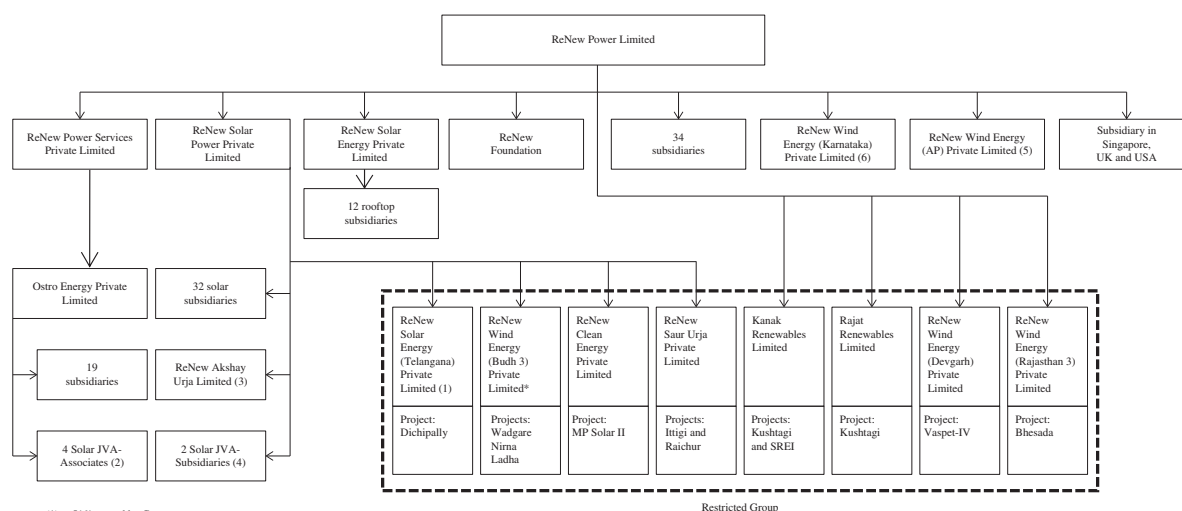 ReNew Power Limited
ReNew Power Services
Private Limited
ReNew Solar
Power Private
Limited
ReNew Solar
Energy Private
Limited
ReNew
Foundation
34
subsidiaries
ReNew Wind
Energy (Karnataka)
Private Limited (6)
ReNew Wind Energy
(AP) Private Limited (5)
Subsidiary in
Singapore,
UK and USA
12 rooftop
subsidiaries
Ostro Energy Private
Limited
32 solar
subsidiaries
19
subsidiaries
ReNew Akshay
Urja Limited (3)
4 Solar JVA-
Associates (2)
2 Solar JVA-
Subsidiaries (4)
ReNew
Solar
Energy
(Telangana)
Private
Limited (1)
Project:
Dichipally
ReNew
Wind
Energy
(Budh 3)
Private
Limited*
Projects:
Wadgare
Nirna
Ladha
ReNew
Clean
Energy
Private
Limited
Project:
MP Solar II
ReNew
Saur Urja
Private
Limited
Projects:
Ittigi and
Raichur
Kanak
Renewables
Limited
Projects:
Kushtagi
and SREI
Rajat
Renewables
Limited
Project:
Kushtagi
ReNew
Wind
Energy
(Devgarh)
Private
Limited
Project:
Vaspet-IV
ReNew
Wind
Energy
(Rajasthan 3)
Private
Limited
Project:
Bhesada
Restricted Group